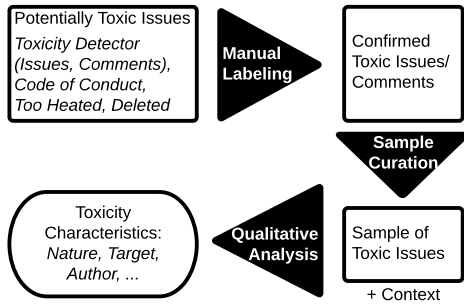 Potentially Toxic Issues
Toxicity Detector
(Issues, Comments),
Code of Conduct,
Too Heated, Deleted
Manual
Labeling
Confirmed
Toxic Issues/
Comments
Sample
Curation
Sample of
Toxic Issues
+ Context
Qualitative
Analysis
Toxicity
Characteristics:
Nature, Target,
Author, ...